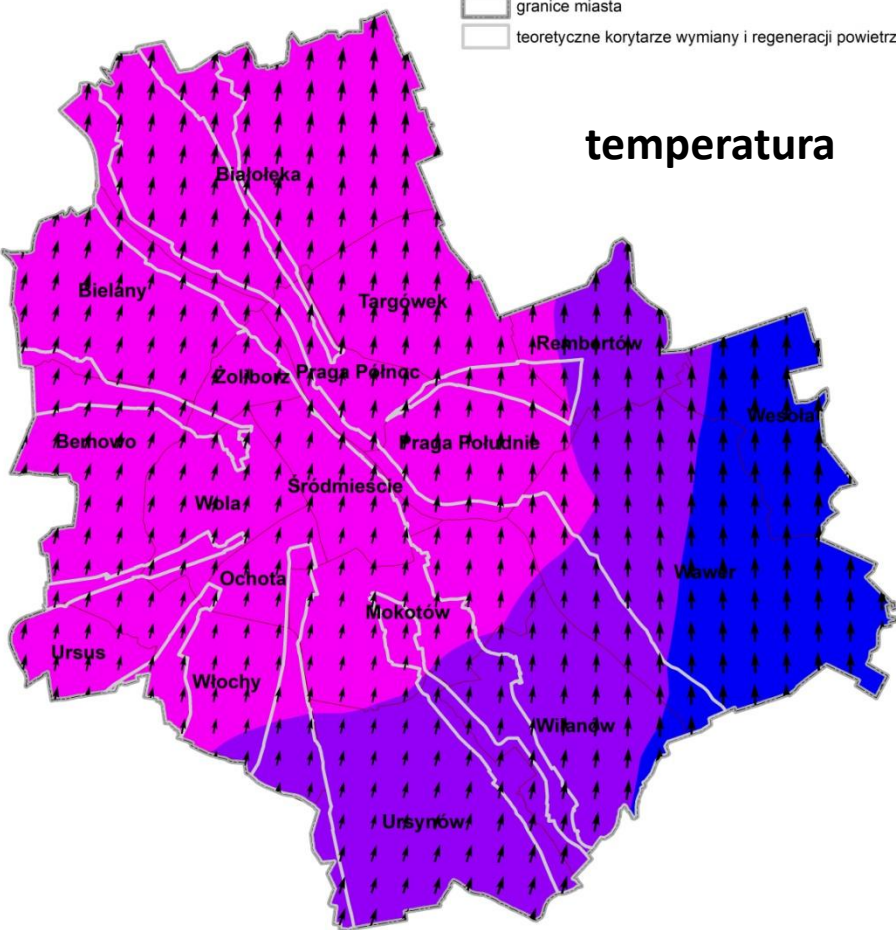 granice miasta
teoretyczne korytarze wymiany i regeneracji powietrz
temperatura
Białołęka
Bielany
Targówek
Rembertów
Żoliborz
Praga Północ
Wesoła
Bemowo
Praga Południe
Śródmieście
Wola
Ochota
Wawer
Mokotów
Ursus
Włochy
Wilanów
Ursynów